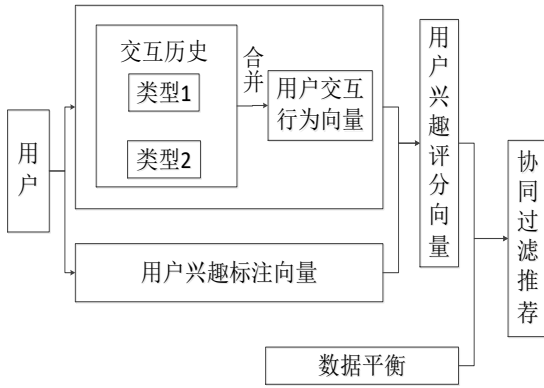 用户
交互历史
类型1
类型2
合并
用户交互
行为向量
用户兴趣标注向量
用户兴趣评分向量
数据平衡
协同过滤推荐